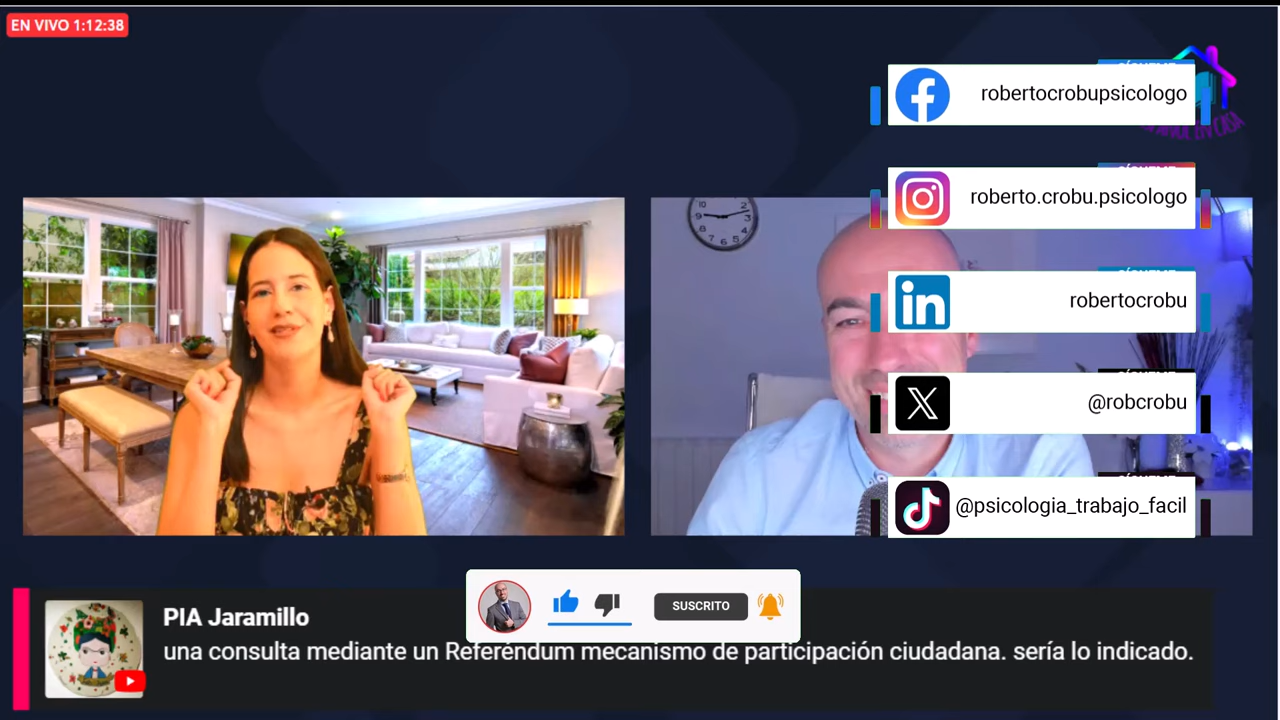 EN VIVO 1:12:38
robertocrobupsicologo
roberto.crobu.psicologo
robertocrobu
@robcrobu
@psicologia_trabajo_facil
PIA Jaramillo
SUSCRITO
una consulta mediante un Referéndum mecanismo de participación ciudadana. sería lo indicado.